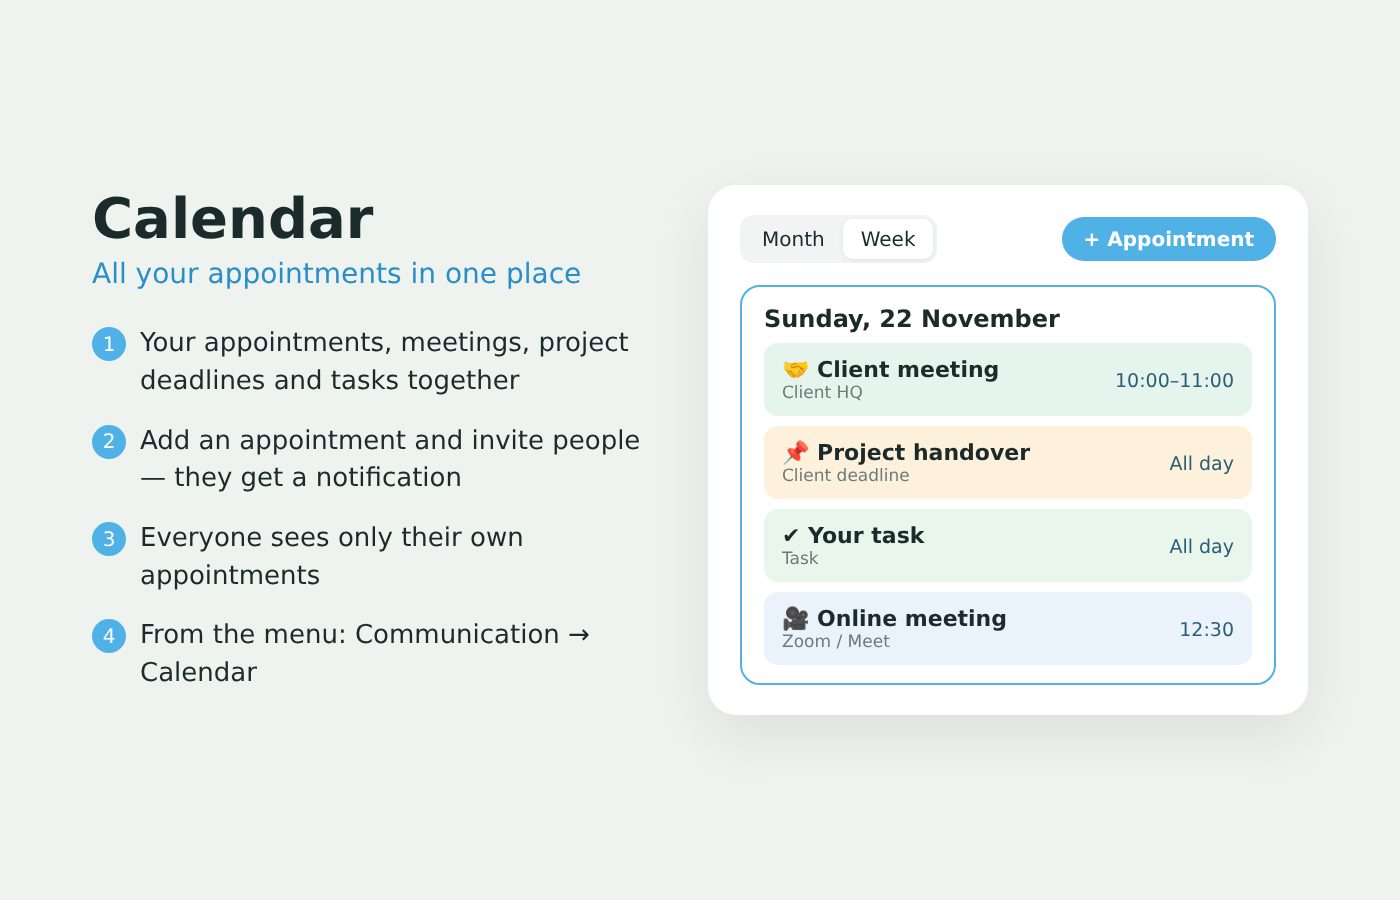 Calendar
All your appointments in one place
1 Your appointments, meetings, project
deadlines and tasks together
2 Add an appointment and invite people
— they get a notification
3 Everyone sees only their own
appointments
4 From the menu: Communication →
Calendar
Month Week + Appointment
Sunday, 22 November
🤝 Client meeting
Client HQ
10:00–11:00
📌 Project handover
Client deadline
All day
✔ Your task
Task
All day
🎥 Online meeting
Zoom / Meet
12:30